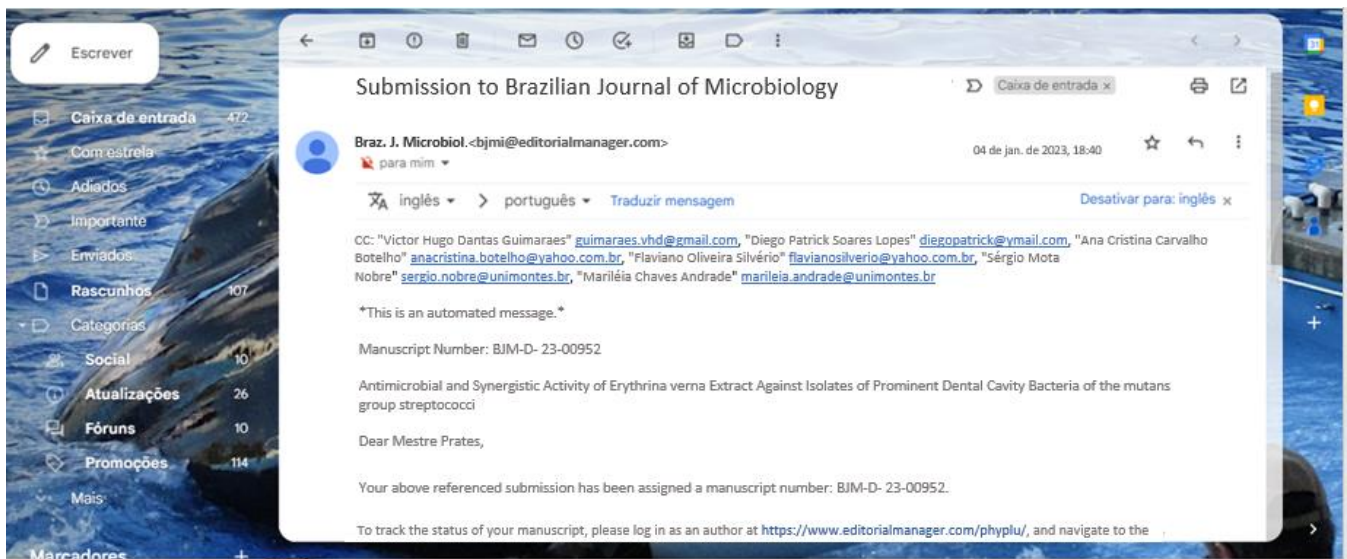 Escrever
Submission to Brazilian Journal of Microbiology
Caixa de entrada x
31
Caixa de entrada 472
Com estrela
Adiados
Importante
Enviados
Rascunhos 107
Categorias
Social 10
Atualizações 26
Fóruns 10
Promoções 114
Mais
Marcadores +
Braz. J. Microbiol.<bjmi@editorialmanager.com>
04 de jan. de 2023, 18:40
para mim
inglês > português Traduzir mensagem
Desativar para: inglês x
CC: "Victor Hugo Dantas Guimaraes" guimaraes.vhd@gmail.com, "Diego Patrick Soares Lopes" diegopatrick@ymail.com, "Ana Cristina Carvalho
Botelho" anacristina.botelho@yahoo.com.br, "Flaviano Oliveira Silvério" flavianosilverio@yahoo.com.br, "Sérgio Mota
Nobre" sergio.nobre@unimontes.br, "Mariléia Chaves Andrade" marileia.andrade@unimontes.br
*This is an automated message.*
Manuscript Number: BJM-D- 23-00952
Antimicrobial and Synergistic Activity of Erythrina verna Extract Against Isolates of Prominent Dental Cavity Bacteria of the mutans
group streptococci
Dear Mestre Prates,
Your above referenced submission has been assigned a manuscript number: BJM-D- 23-00952.
To track the status of your manuscript, please log in as an author at https://www.editorialmanager.com/phyplu/, and navigate to the